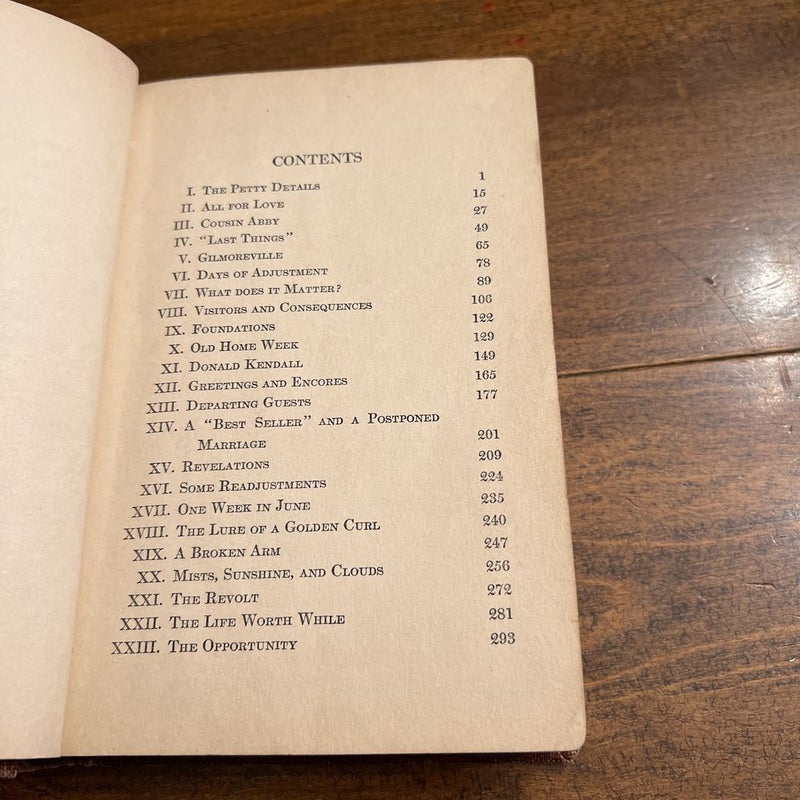 CONTENTS
I. The Petty Details 1
II. All for Love 15
III. Cousin Abby 27
IV. “Last Things” 49
V. Gilmoreville 65
VI. Days of Adjustment 78
VII. What does it Matter? 89
VIII. Visitors and Consequences 106
IX. Foundations 122
X. Old Home Week 129
XI. Donald Kendall 149
XII. Greetings and Encores 165
XIII. Departing Guests 177
XIV. A “Best Seller” and a Postponed
Marriage 201
XV. Revelations 209
XVI. Some Readjustments 224
XVII. One Week in June 235
XVIII. The Lure of a Golden Curl 240
XIX. A Broken Arm 247
XX. Mists, Sunshine, and Clouds 256
XXI. The Revolt 272
XXII. The Life Worth While 281
XXIII. The Opportunity 293